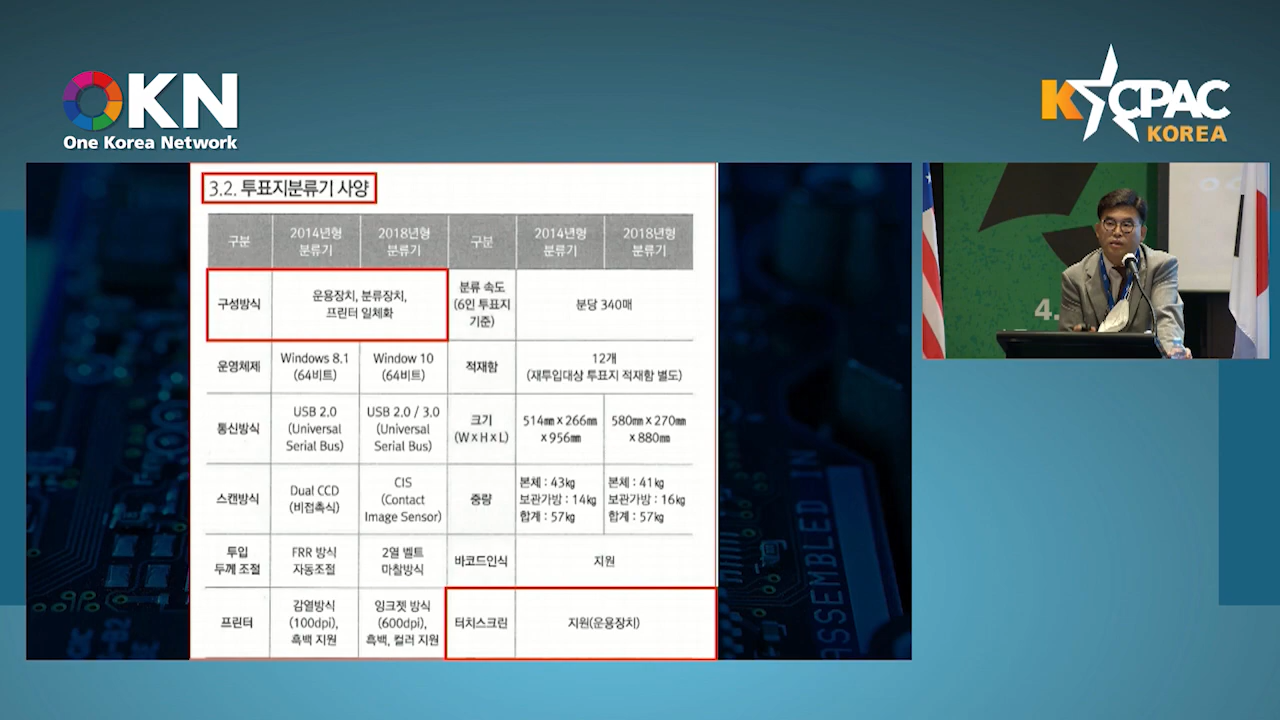 OKN
One Korea Network
K CPAC
KOREA
3.2. 투표지분류기 사양
구분
2014년형
분류기
2018년형
분류기
구분
2014년형
분류기
2018년형
분류기
구성방식
운용장치, 분류장치,
프린터 일체화
분류 속도
(6인 투표지
기준)
분당 340매
운영체제
Windows 8.1
(64비트)
Window 10
(64비트)
적재함
12개
(재투입대상 투표지 적재함 별도)
통신방식
USB 2.0
(Universal
Serial Bus)
USB 2.0 / 3.0
(Universal
Serial Bus)
크기
(W x H x L)
514㎜ x 266㎜
x 956㎜
580㎜ x 270㎜
x 880㎜
스캔방식
Dual CCD
(비접촉식)
CIS
(Contact
Image Sensor)
중량
본체 : 43㎏
보관가방 : 14㎏
합계 : 57㎏
본체 : 41㎏
보관가방 : 16㎏
합계 : 57㎏
투입
두께 조절
FRR 방식
자동조절
2열 벨트
마찰방식
바코드인식
지원
프린터
감열방식
(100dpi),
흑백 지원
잉크젯 방식
(600dpi),
흑백, 컬러 지원
터치스크린
지원(운용장치)
ASSEMBLED IN
4.